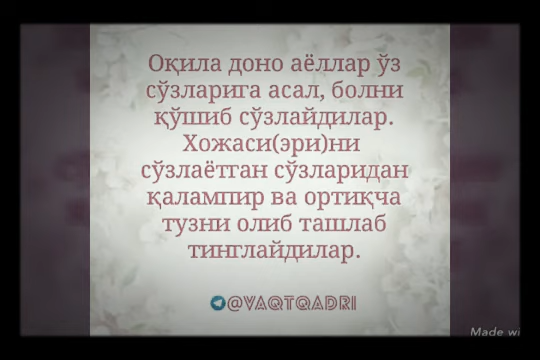 Оқила доно аёллар ўз
сўзларига асал, болни
қўшиб сўзлайдилар.
Хожаси(эри)ни
сўзлаётган сўзларидан
қалампир ва ортиқча
тузни олиб ташлаб
тинглайдилар.
@VAQTQADRI
Made wi